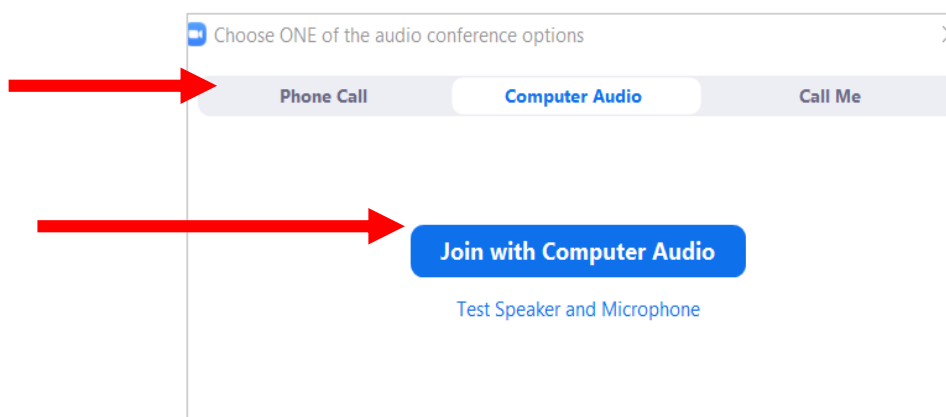 Choose ONE of the audio conference options
Phone Call Computer Audio Call Me
Join with Computer Audio
Test Speaker and Microphone